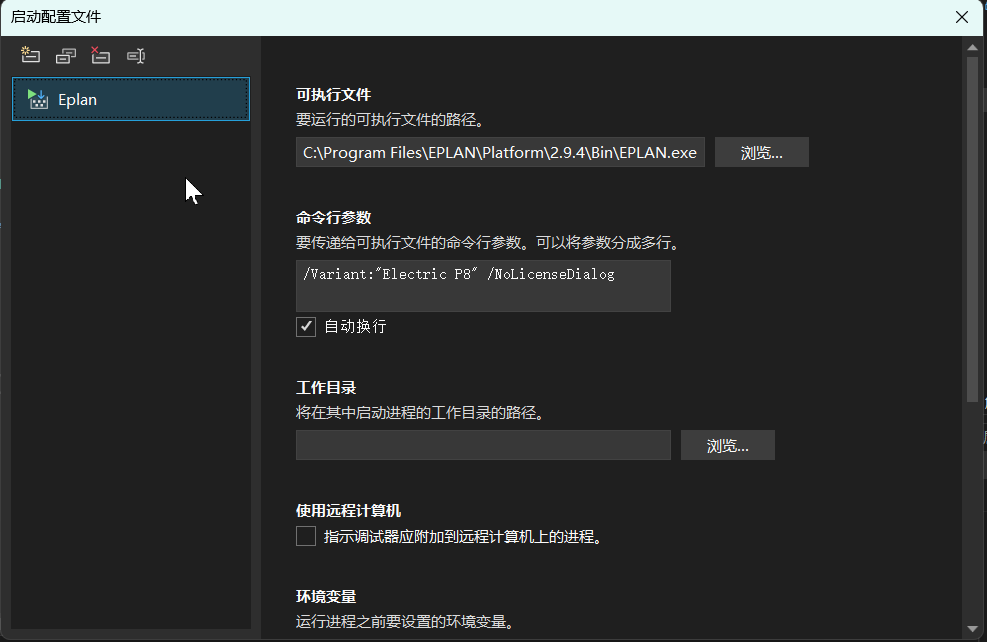 启动配置文件
Eplan
可执行文件
要运行的可执行文件的路径。
C:\Program Files\EPLAN\Platform\2.9.4\Bin\EPLAN.exe
浏览...
命令行参数
要传递给可执行文件的命令行参数。可以将参数分成多行。
/Variant:"Electric P8" /NoLicenseDialog
自动换行
工作目录
将在其中启动进程的工作目录的路径。
浏览...
使用远程计算机
指示调试器应附加到远程计算机上的进程。
环境变量
运行进程之前要设置的环境变量。